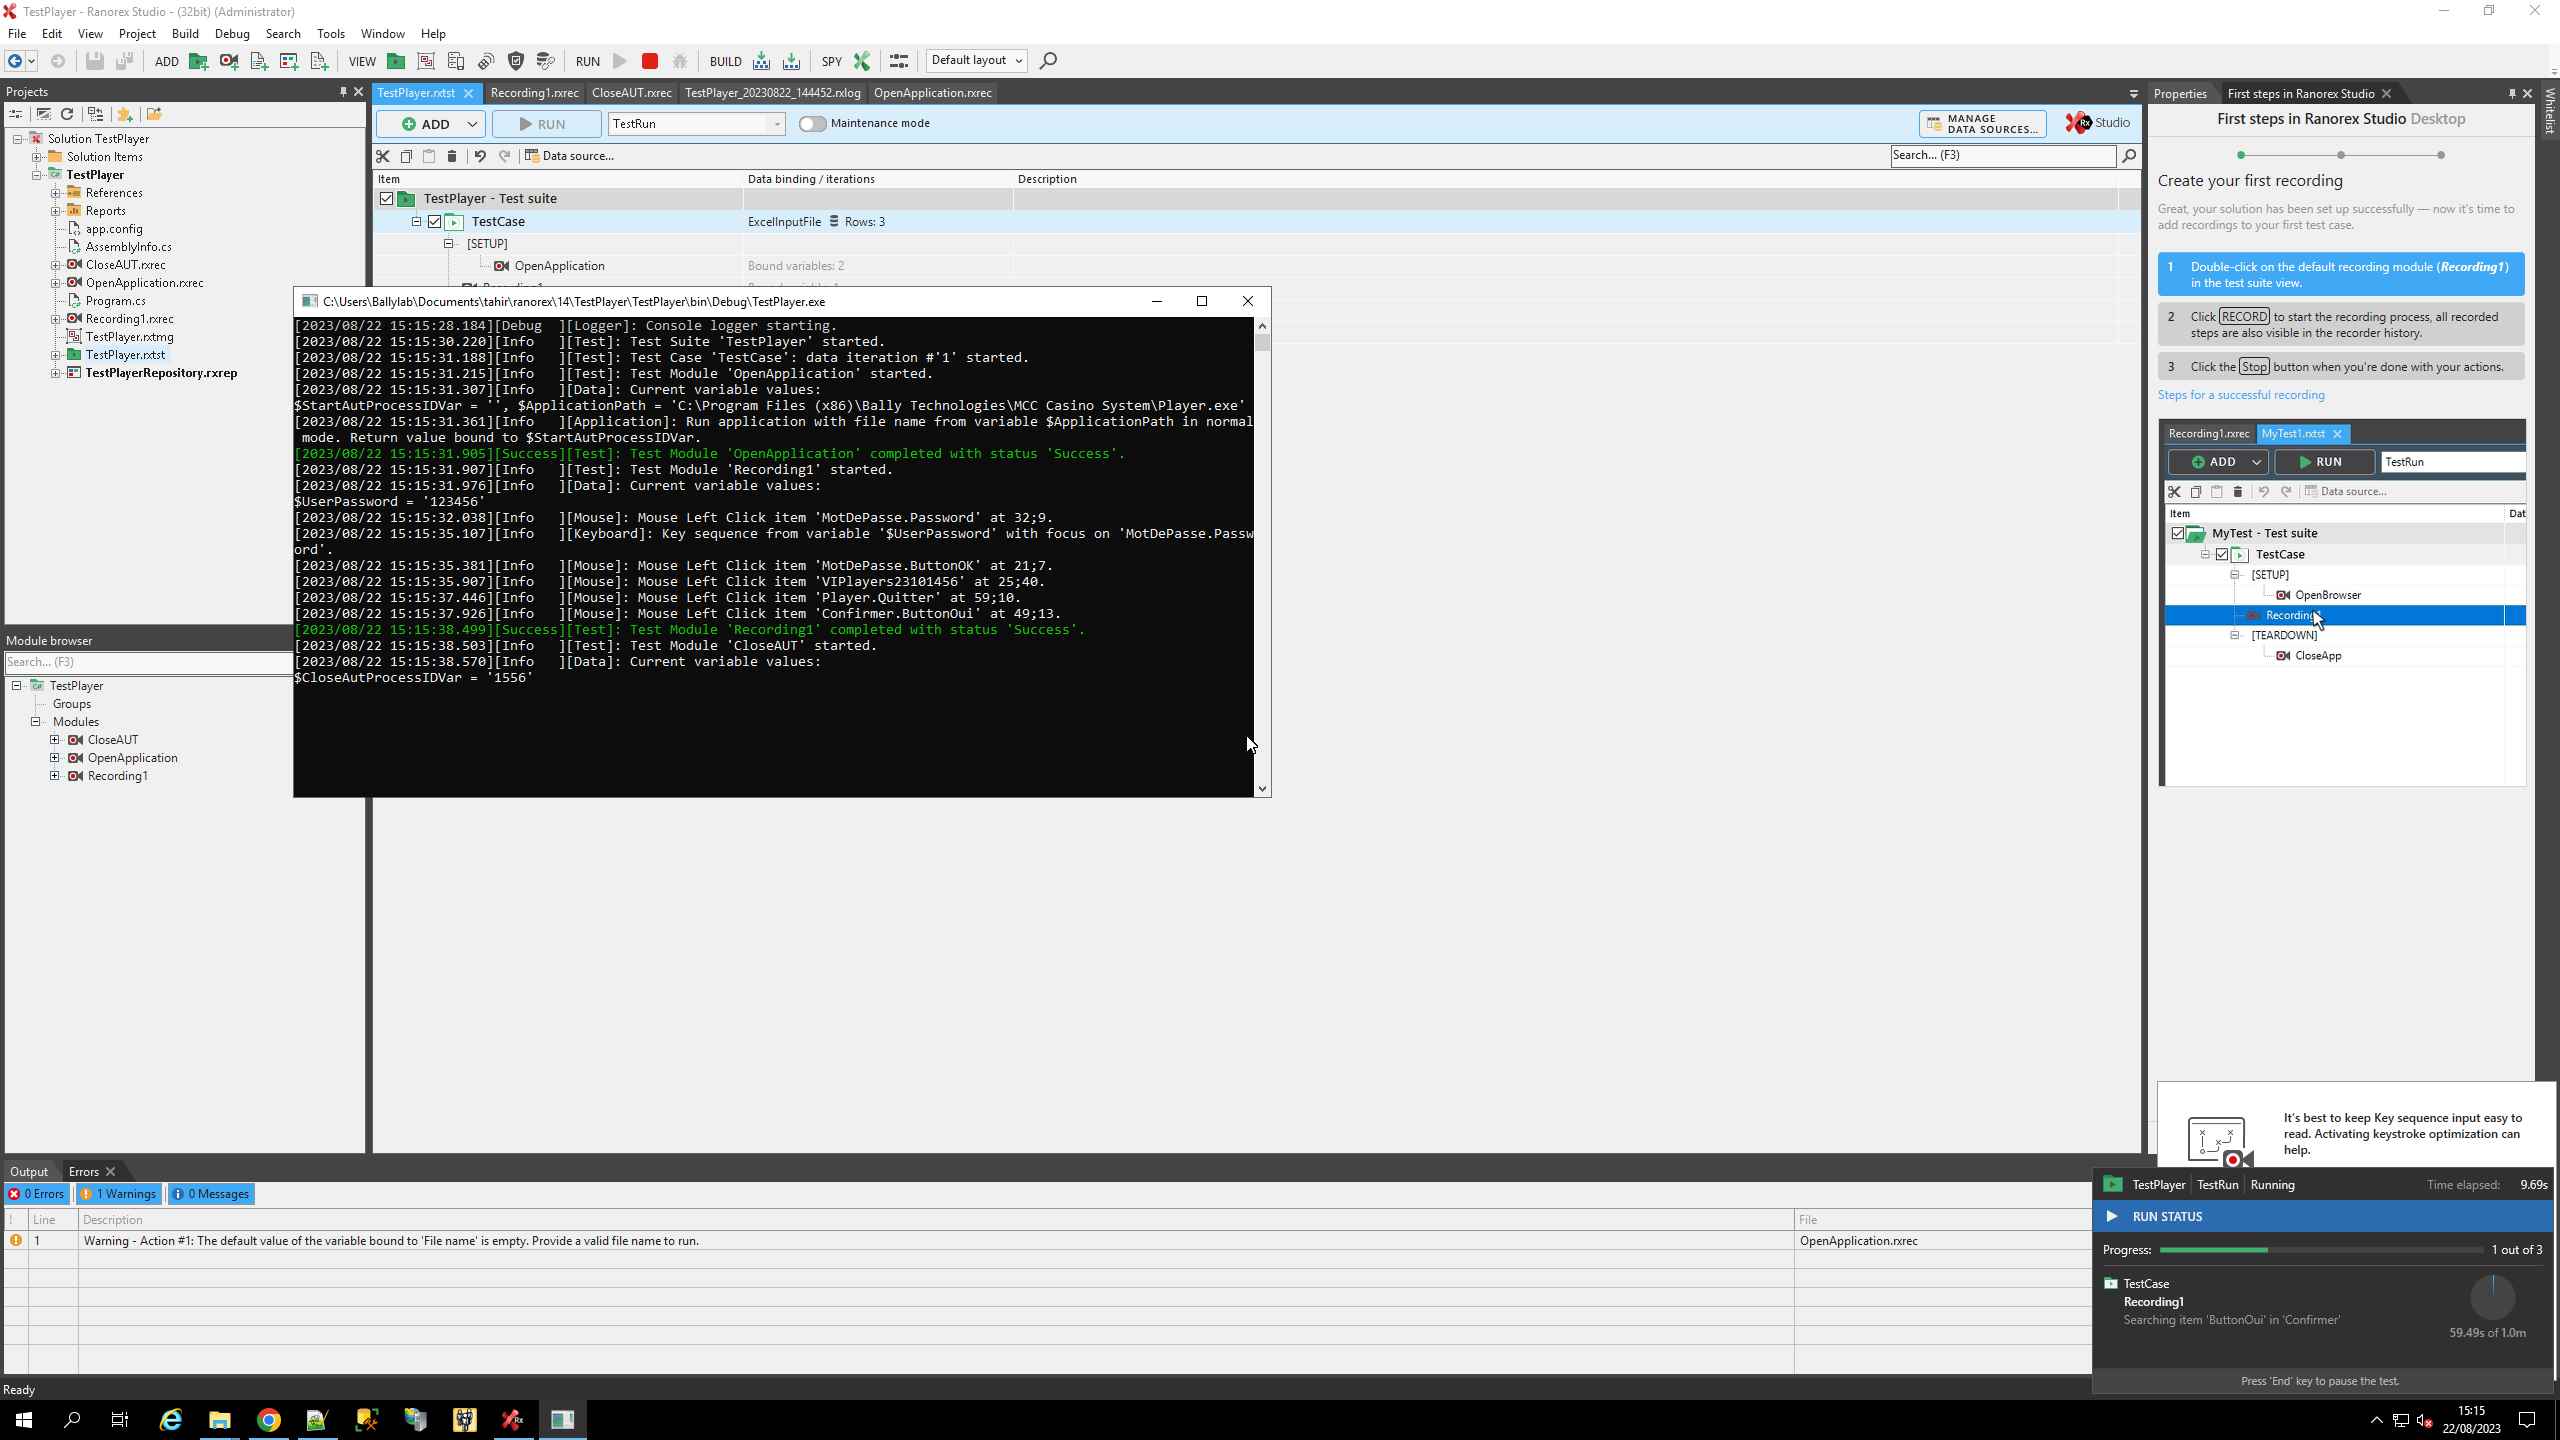 TestPlayer - Ranorex Studio - (32bit) (Administrator)
File Edit View Project Build Debug Search Tools Window Help
ADD VIEW RUN BUILD SPY Default layout
Projects
Solution TestPlayer
Solution Items
TestPlayer
References
Reports
app.config
AssemblyInfo.cs
CloseAUT.rxrec
OpenApplication.rxrec
Program.cs
Recording1.rxrec
TestPlayer.rxtmg
TestPlayer.rxtst
TestPlayerRepository.rxrep
Module browser
Search... (F3)
TestPlayer
Groups
Modules
CloseAUT
OpenApplication
Recording1
TestPlayer.rxtst Recording1.rxrec CloseAUT.rxrec TestPlayer_20230822_144452.rxlog OpenApplication.rxrec
ADD RUN TestRun Maintenance mode MANAGE DATA SOURCES... Rx Studio
Data source... Search... (F3)
Item Data binding / iterations Description
TestPlayer - Test suite
TestCase ExcelInputFile Rows: 3
[SETUP]
OpenApplication Bound variables: 2
C:\Users\Ballylab\Documents\tahir\ranorex\14\TestPlayer\TestPlayer\bin\Debug\TestPlayer.exe
[2023/08/22 15:15:28.184][Debug  ][Logger]: Console logger starting.
[2023/08/22 15:15:30.220][Info   ][Test]: Test Suite 'TestPlayer' started.
[2023/08/22 15:15:31.188][Info   ][Test]: Test Case 'TestCase': data iteration #'1' started.
[2023/08/22 15:15:31.215][Info   ][Test]: Test Module 'OpenApplication' started.
[2023/08/22 15:15:31.307][Info   ][Data]: Current variable values:
$StartAutProcessIDVar = '', $ApplicationPath = 'C:\Program Files (x86)\Bally Technologies\MCC Casino System\Player.exe'
[2023/08/22 15:15:31.361][Info   ][Application]: Run application with file name from variable $ApplicationPath in normal
 mode. Return value bound to $StartAutProcessIDVar.
[2023/08/22 15:15:31.905][Success][Test]: Test Module 'OpenApplication' completed with status 'Success'.
[2023/08/22 15:15:31.907][Info   ][Test]: Test Module 'Recording1' started.
[2023/08/22 15:15:31.976][Info   ][Data]: Current variable values:
$UserPassword = '123456'
[2023/08/22 15:15:32.038][Info   ][Mouse]: Mouse Left Click item 'MotDePasse.Password' at 32;9.
[2023/08/22 15:15:35.107][Info   ][Keyboard]: Key sequence from variable '$UserPassword' with focus on 'MotDePasse.Passw
ord'.
[2023/08/22 15:15:35.381][Info   ][Mouse]: Mouse Left Click item 'MotDePasse.ButtonOK' at 21;7.
[2023/08/22 15:15:35.907][Info   ][Mouse]: Mouse Left Click item 'VIPlayers23101456' at 25;40.
[2023/08/22 15:15:37.446][Info   ][Mouse]: Mouse Left Click item 'Player.Quitter' at 59;10.
[2023/08/22 15:15:37.926][Info   ][Mouse]: Mouse Left Click item 'Confirmer.ButtonOui' at 49;13.
[2023/08/22 15:15:38.499][Success][Test]: Test Module 'Recording1' completed with status 'Success'.
[2023/08/22 15:15:38.503][Info   ][Test]: Test Module 'CloseAUT' started.
[2023/08/22 15:15:38.570][Info   ][Data]: Current variable values:
$CloseAutProcessIDVar = '1556'
Properties First steps in Ranorex Studio
Whitelist
First steps in Ranorex Studio Desktop
Create your first recording
Great, your solution has been set up successfully — now it's time to
add recordings to your first test case.
1 Double-click on the default recording module (Recording1)
in the test suite view.
2 Click RECORD to start the recording process, all recorded
steps are also visible in the recorder history.
3 Click the Stop button when you're done with your actions.
Steps for a successful recording
Recording1.rxrec MyTest1.rxtst
ADD RUN TestRun
Data source...
Item Dat
MyTest - Test suite
TestCase
[SETUP]
OpenBrowser
Recording1
[TEARDOWN]
CloseApp
It's best to keep Key sequence input easy to
read. Activating keystroke optimization can
help.
Output Errors
0 Errors 1 Warnings 0 Messages
! Line Description File
1 Warning - Action #1: The default value of the variable bound to 'File name' is empty. Provide a valid file name to run. OpenApplication.rxrec
TestPlayer TestRun Running Time elapsed: 9.69s
RUN STATUS
Progress: 1 out of 3
TestCase
Recording1
Searching item 'ButtonOui' in 'Confirmer'
59.49s of 1.0m
Press 'End' key to pause the test.
Ready
15:15
22/08/2023